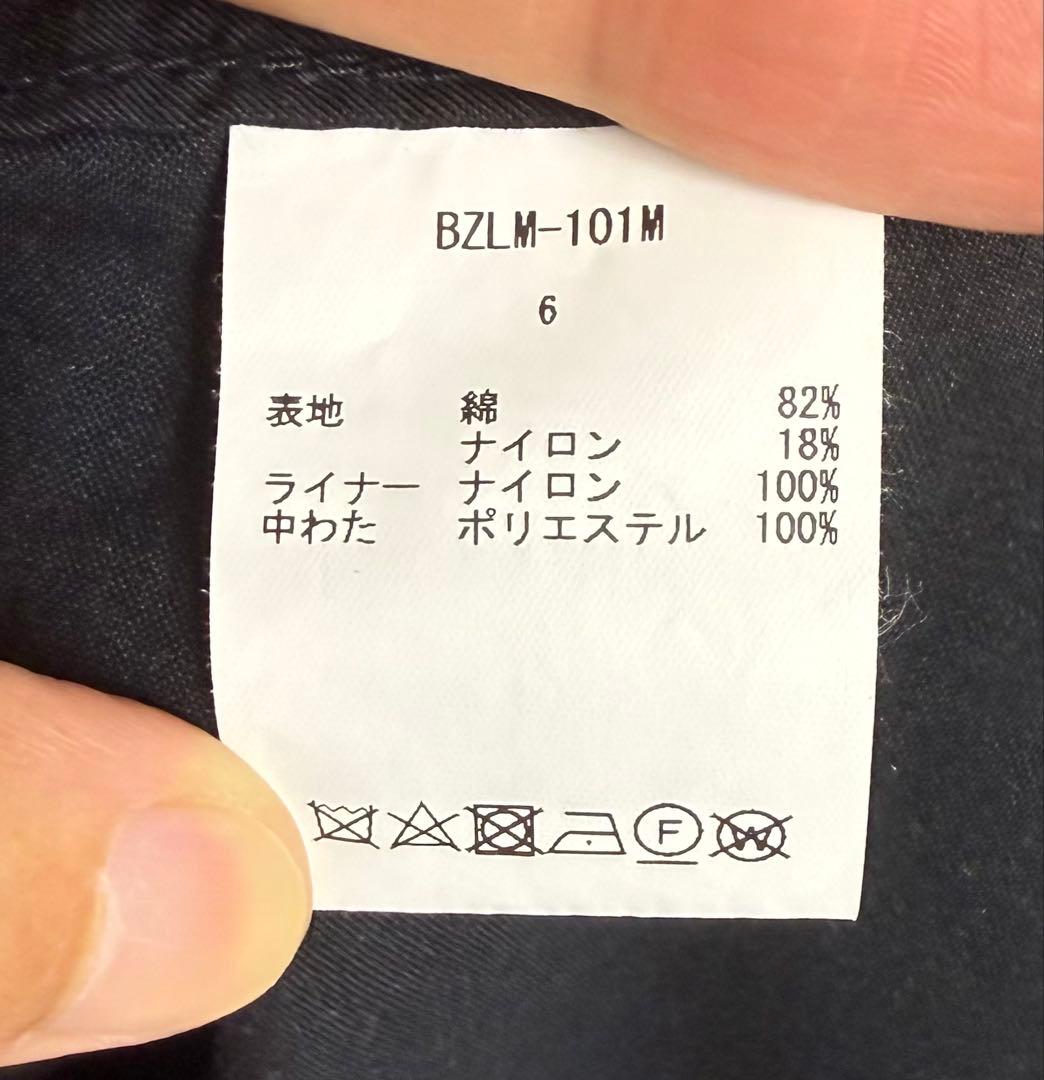 BZLM-101M
6
表地 綿 82%
ナイロン 18%
ライナー ナイロン 100%
中わた ポリエステル 100%
F W